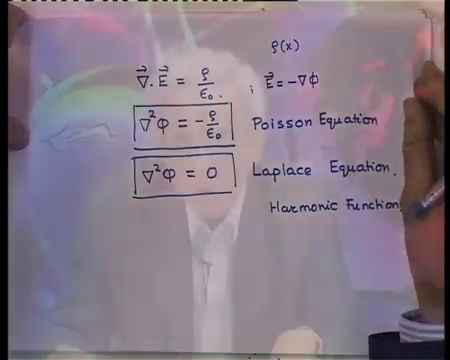 ρ(x)
∇⃗.E⃗ = ρ/ε₀. ; E⃗ = -∇Φ
∇²Φ = -ρ/ε₀ Poisson Equation
∇²Φ = 0 Laplace Equation.
Harmonic Function